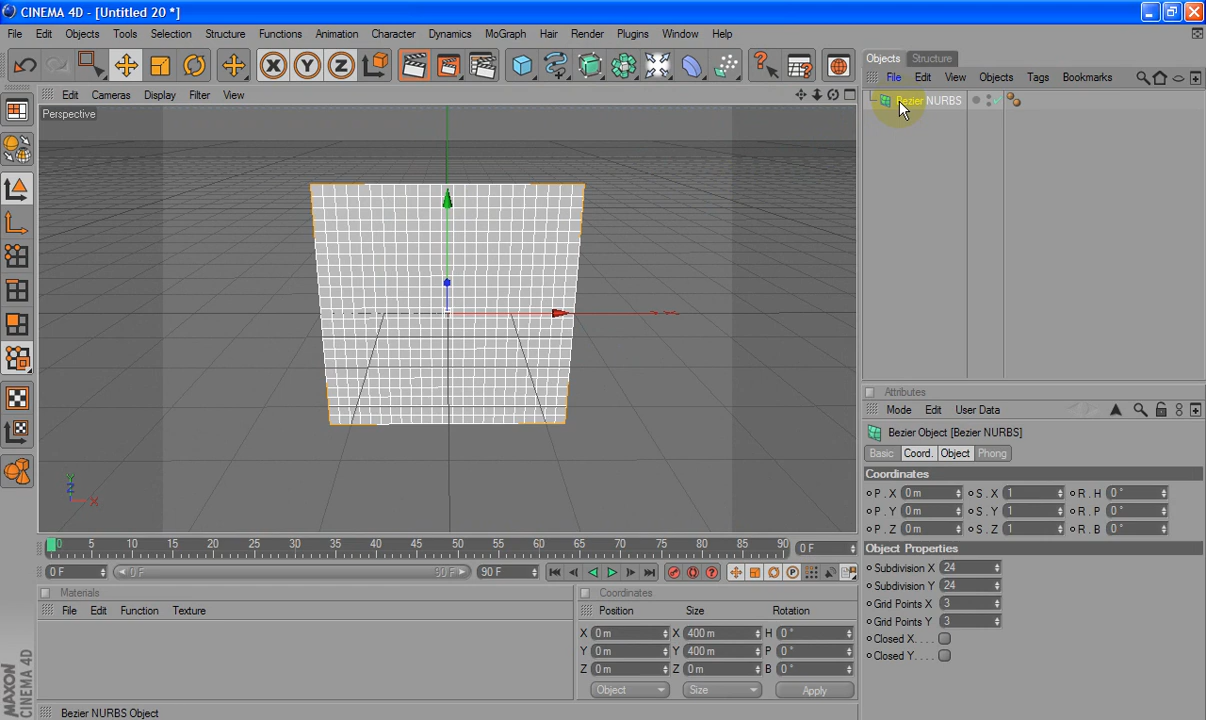 CINEMA 4D - [Untitled 20 *]
File Edit Objects Tools Selection Structure Functions Animation Character Dynamics MoGraph Hair Render Plugins Window Help
Edit Cameras Display Filter View
Perspective
Y
Z
X
0 5 10 15 20 25 30 35 40 45 50 55 60 65 70 75 80 85 90 0 F
0 F 0 F 90 F 90 F
Materials
File Edit Function Texture
MAXON
CINEMA 4D
Coordinates
Position Size Rotation
X 0 m X 400 m H 0 °
Y 0 m Y 400 m P 0 °
Z 0 m Z 0 m B 0 °
Object Size Apply
Bezier NURBS Object
Objects Structure
File Edit View Objects Tags Bookmarks
Bezier NURBS
Attributes
Mode Edit User Data
Bezier Object [Bezier NURBS]
Basic Coord. Object Phong
Coordinates
P . X 0 m S . X 1 R . H 0 °
P . Y 0 m S . Y 1 R . P 0 °
P . Z 0 m S . Z 1 R . B 0 °
Object Properties
Subdivision X 24
Subdivision Y 24
Grid Points X 3
Grid Points Y 3
Closed X. . . .
Closed Y. . . .